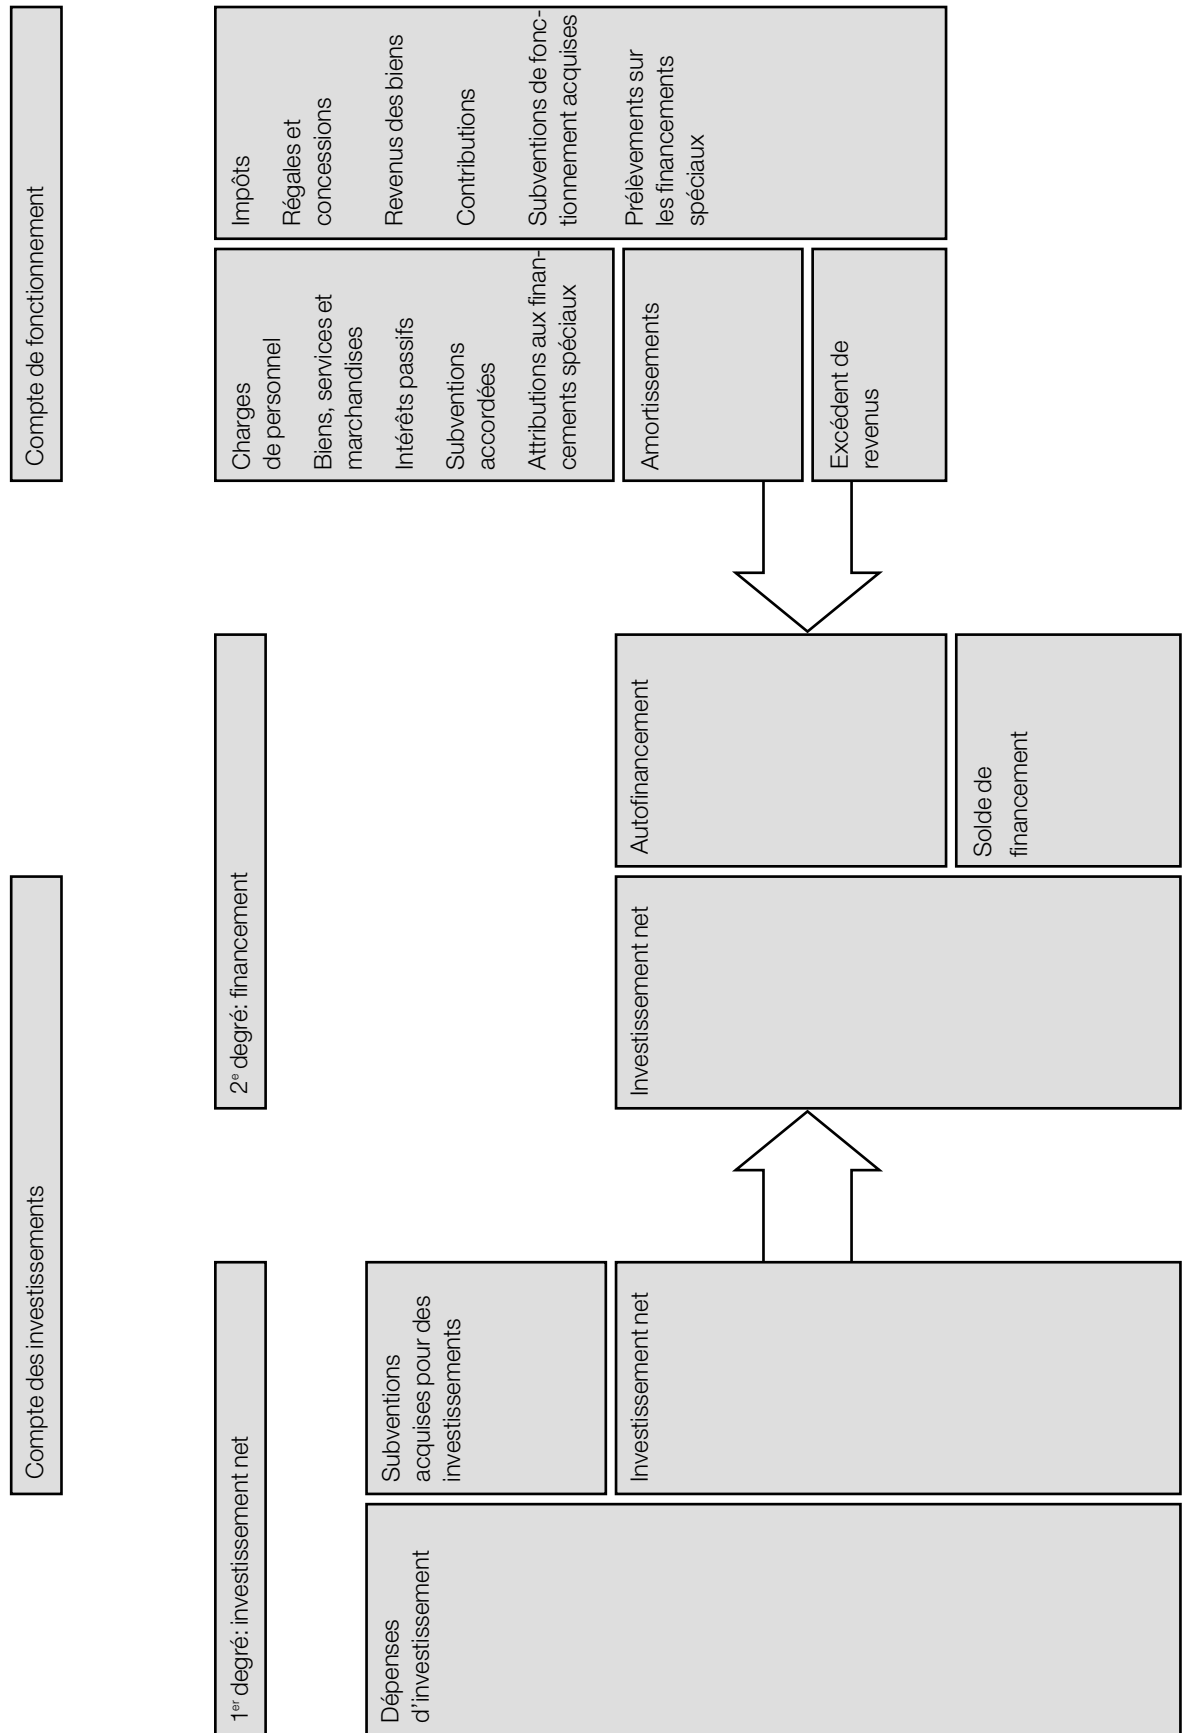 Compte des investissements
Compte de fonctionnement
1er degré: investissement net
2e degré: financement
Dépenses
d'investissement
Subventions
acquises pour des
investissements
Investissement net
Investissement net
Autofinancement
Solde de
financement
Charges
de personnel
Biens, services et
marchandises
Intérêts passifs
Subventions
accordées
Attributions aux finan-
cements spéciaux
Amortissements
Excédent de
revenus
Impôts
Régales et
concessions
Revenus des biens
Contributions
Subventions de fonc-
tionnement acquises
Prélèvements sur
les financements
spéciaux